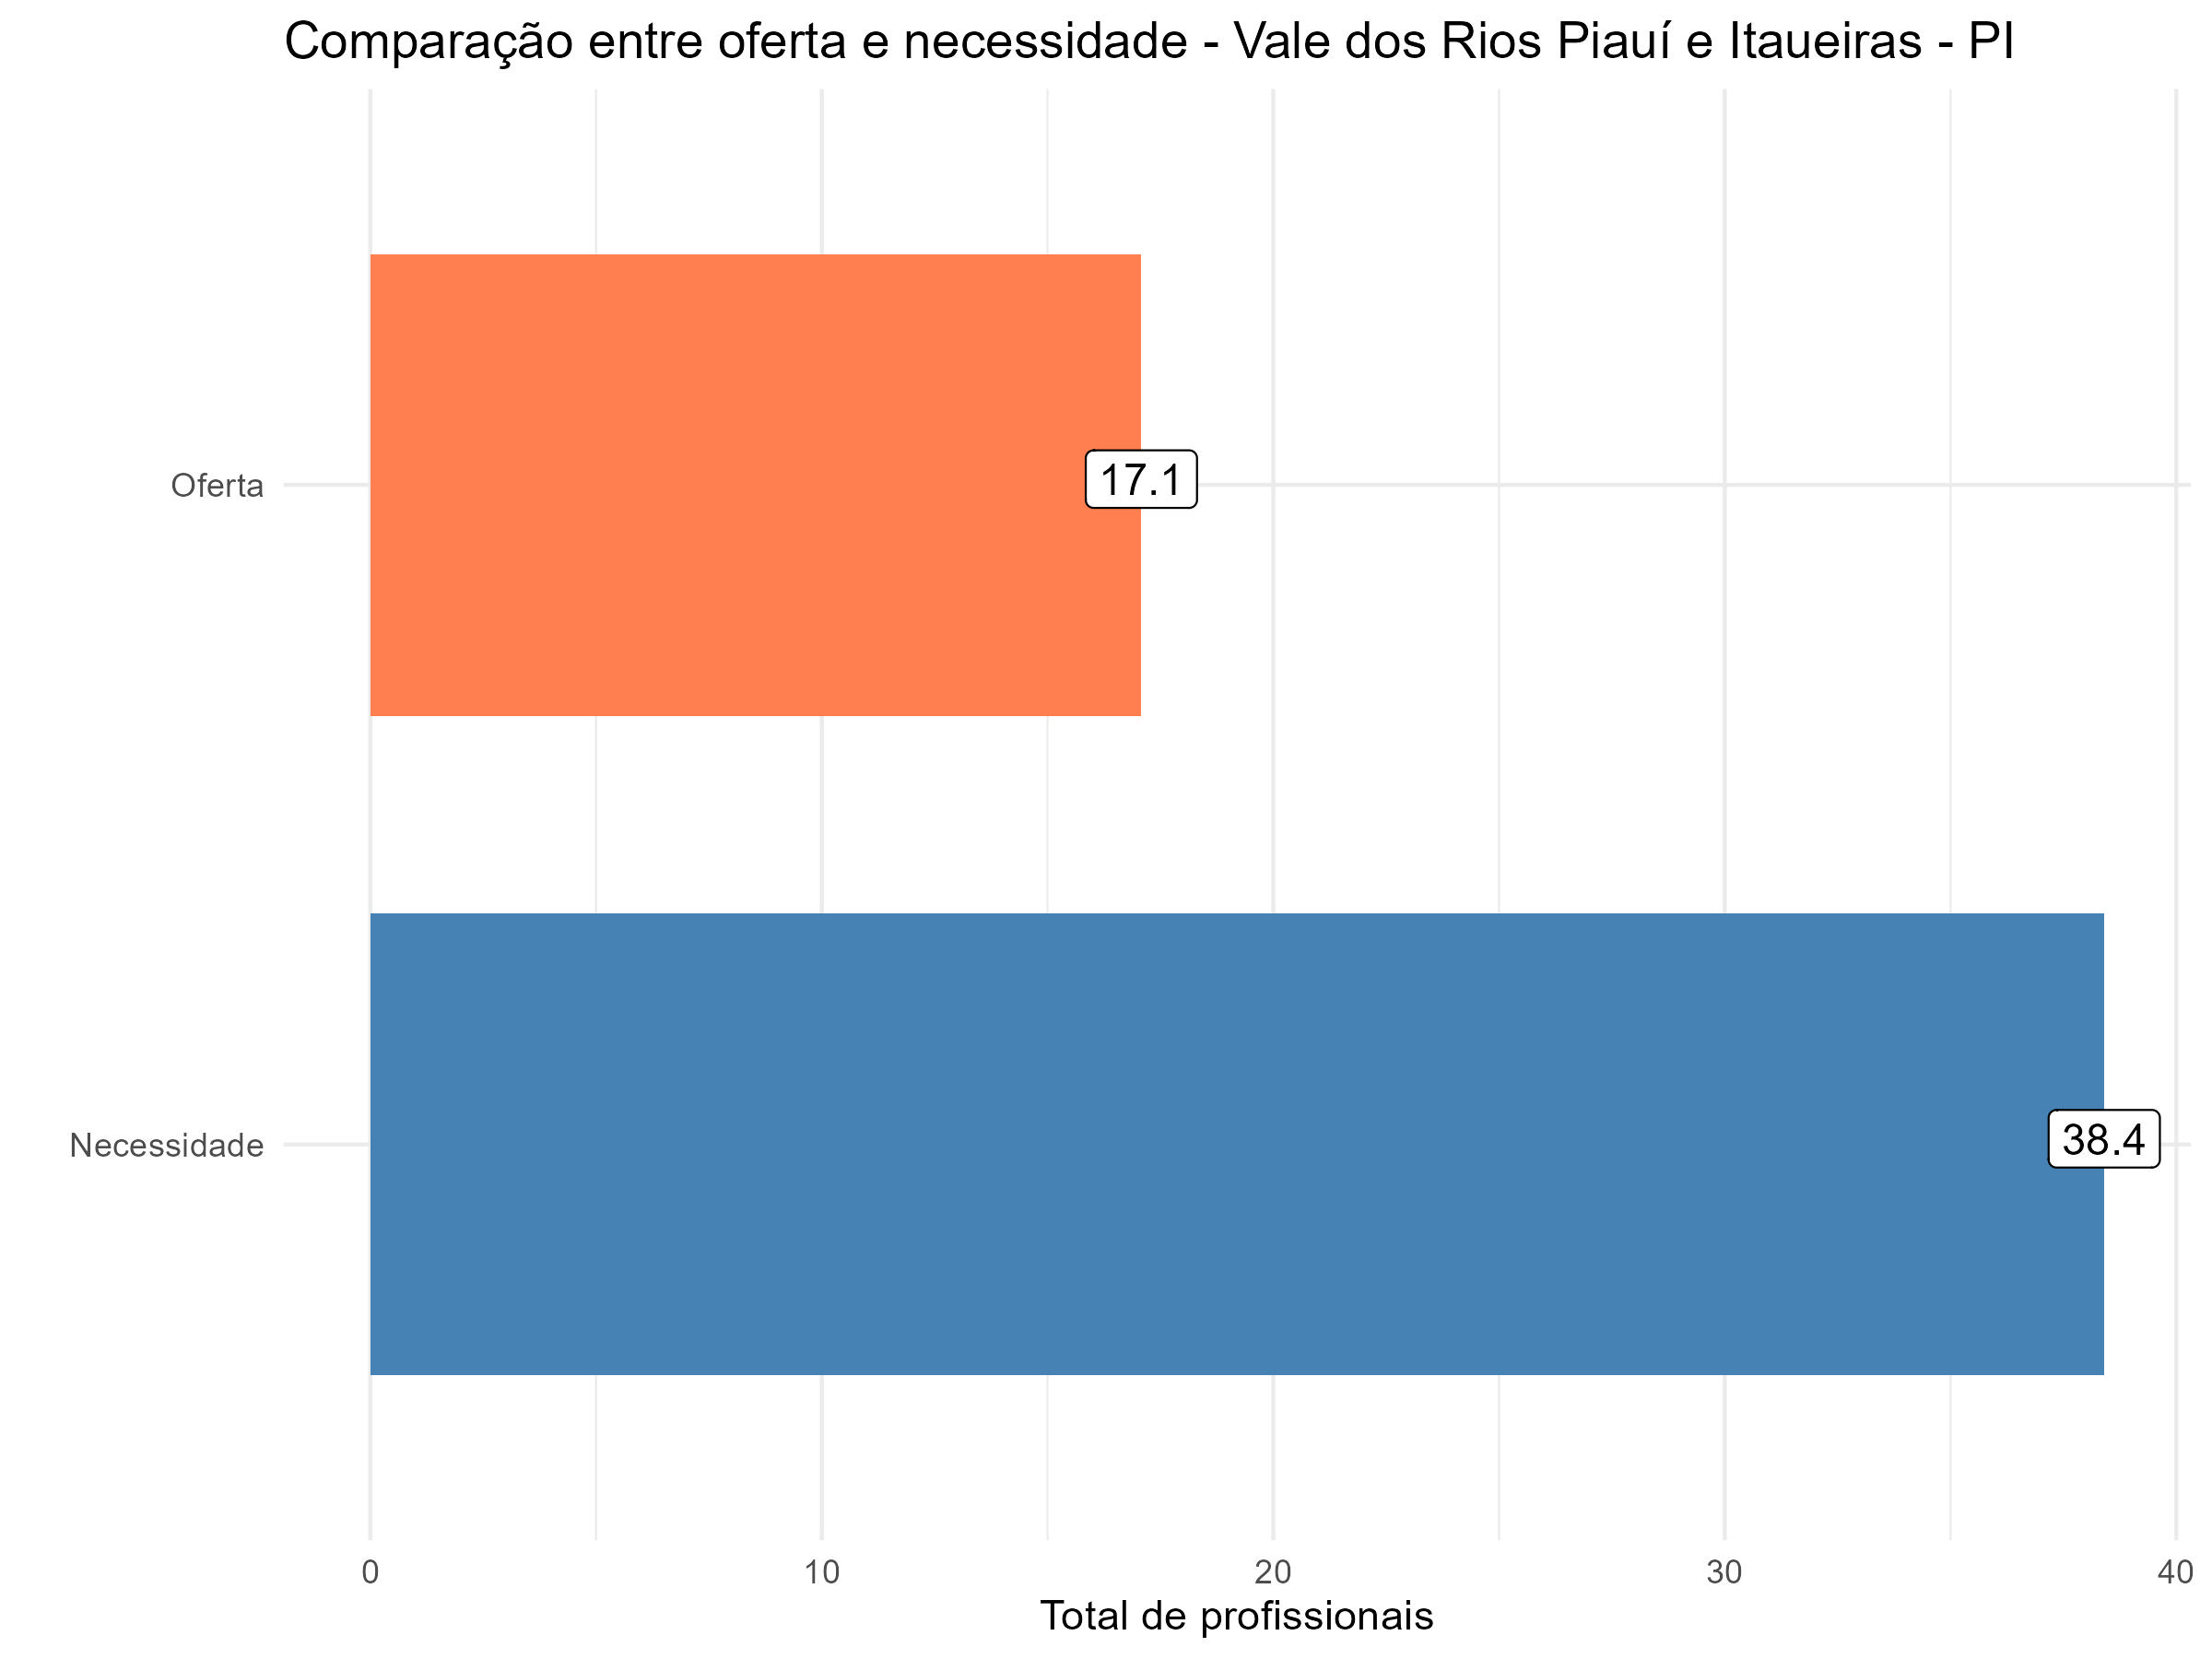 Comparação entre oferta e necessidade - Vale dos Rios Piauí e Itaueiras - PI
Oferta
17.1
Necessidade
38.4
0 10 20 30 40
Total de profissionais